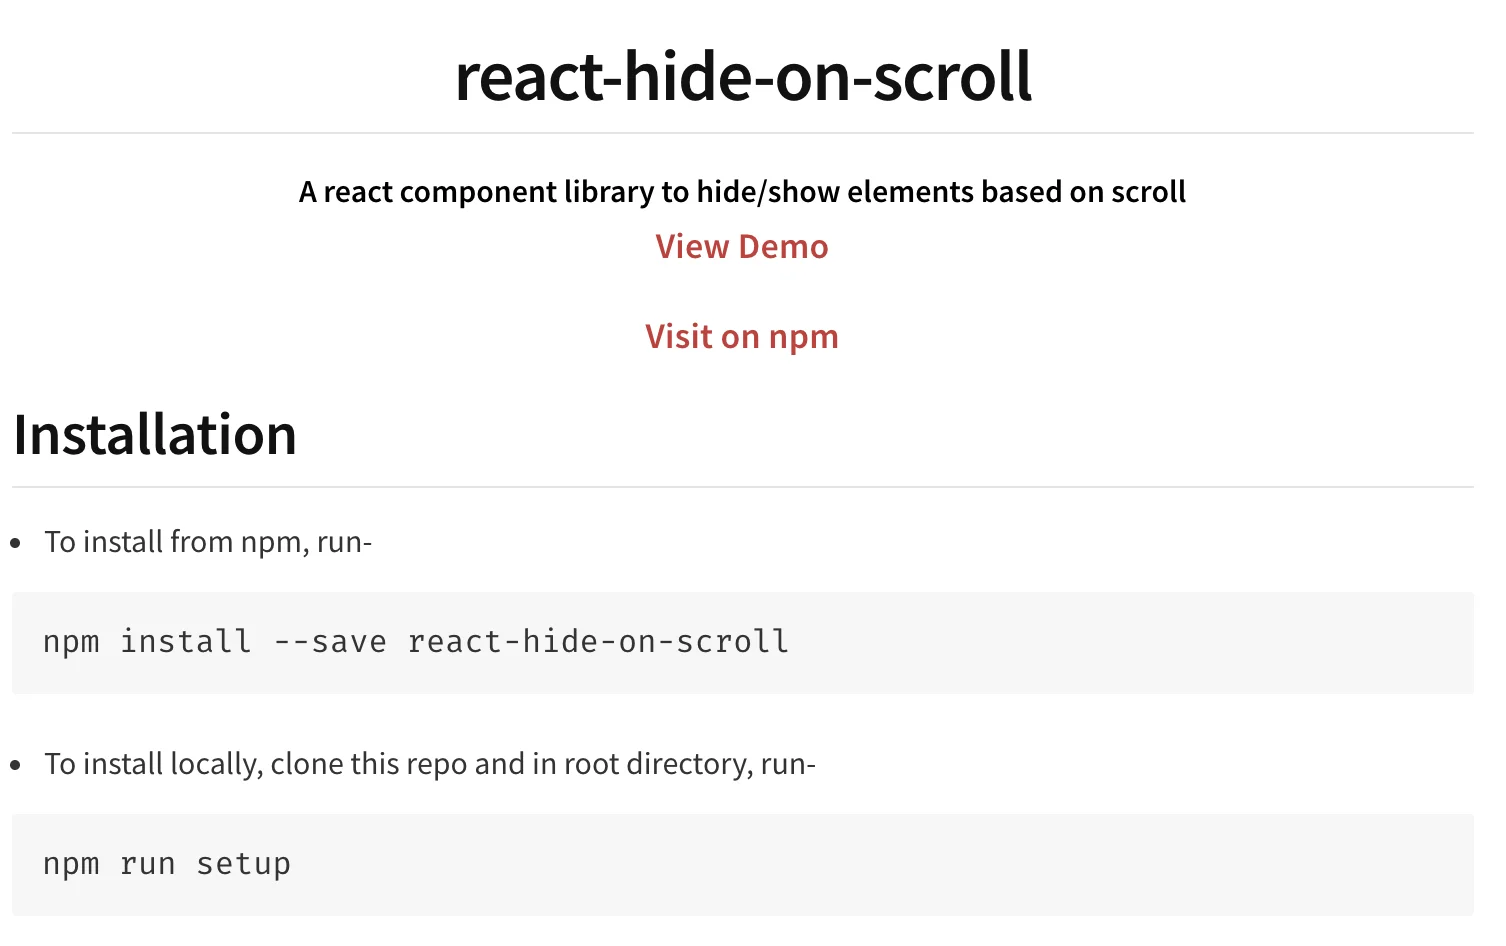 react-hide-on-scroll
A react component library to hide/show elements based on scroll
View Demo
Visit on npm
Installation
To install from npm, run-
npm install --save react-hide-on-scroll
To install locally, clone this repo and in root directory, run-
npm run setup